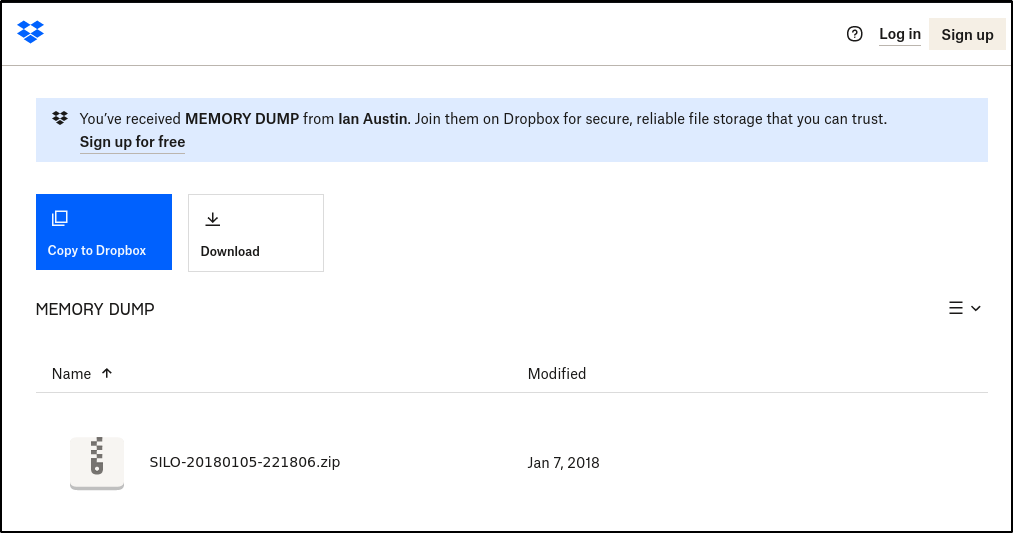 Log in
Sign up
You've received MEMORY DUMP from Ian Austin. Join them on Dropbox for secure, reliable file storage that you can trust.
Sign up for free
Copy to Dropbox
Download
MEMORY DUMP
Name Modified
SILO-20180105-221806.zip Jan 7, 2018